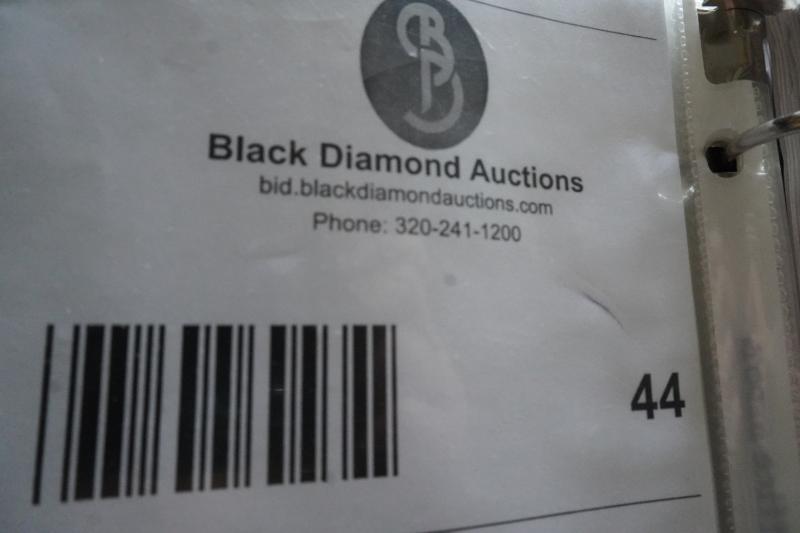 Black Diamond Auctions
bid.blackdiamondauctions.com
Phone: 320-241-1200
44